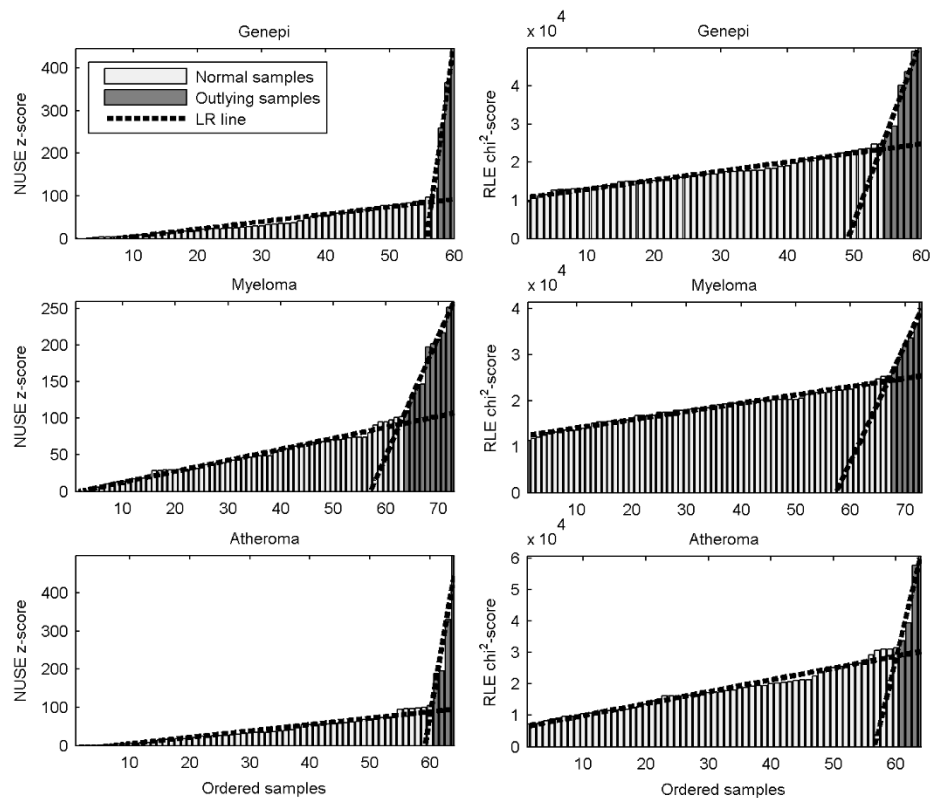 Genepi
NUSE z-score
400
300
200
100
0
10 20 30 40 50 60
Normal samples
Outlying samples
LR line
x 10^4
Genepi
RLE chi^2-score
4
3
2
1
0
10 20 30 40 50 60
Myeloma
NUSE z-score
250
200
150
100
50
0
10 20 30 40 50 60 70
x 10^4
Myeloma
RLE chi^2-score
4
3
2
1
0
10 20 30 40 50 60 70
Atheroma
NUSE z-score
400
300
200
100
0
10 20 30 40 50 60
Ordered samples
x 10^4
Atheroma
RLE chi^2-score
6
5
4
3
2
1
0
10 20 30 40 50 60
Ordered samples